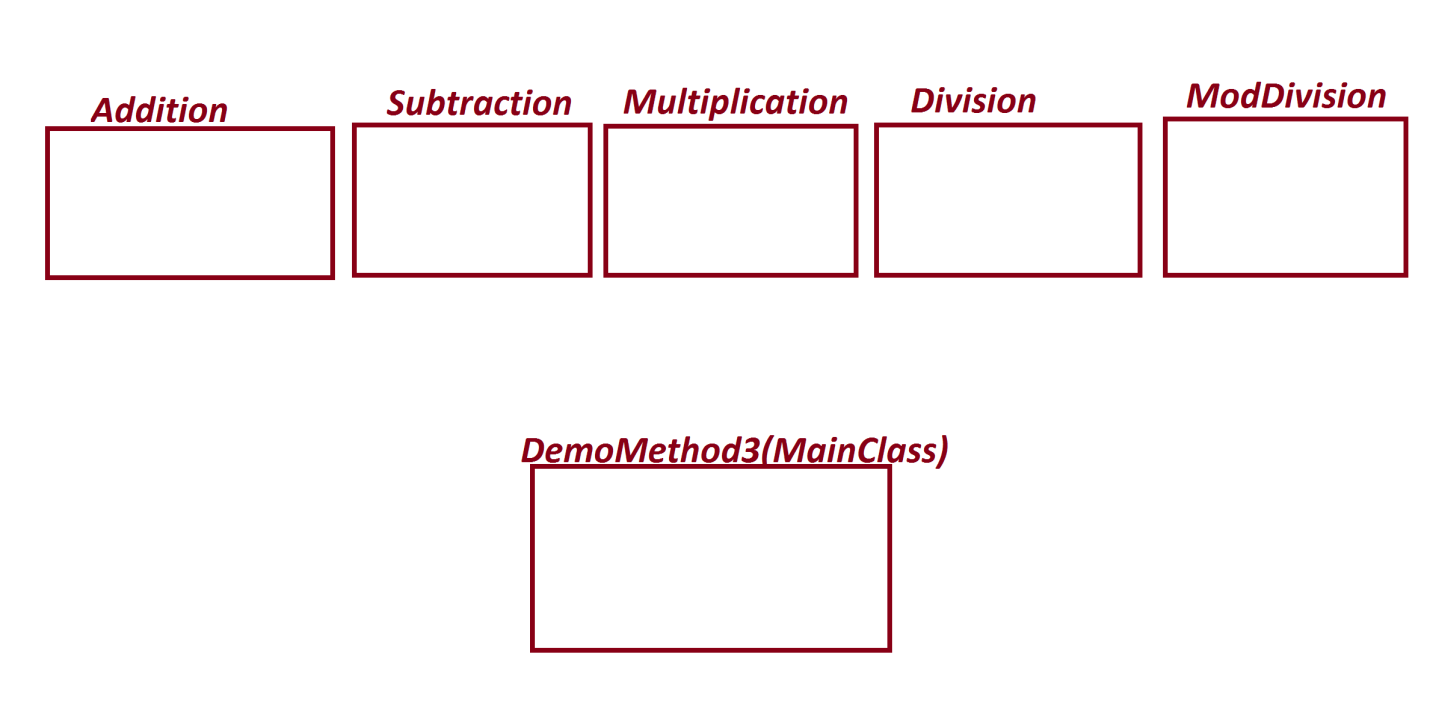 Addition
Subtraction
Multiplication
Division
ModDivision
DemoMethod3(MainClass)